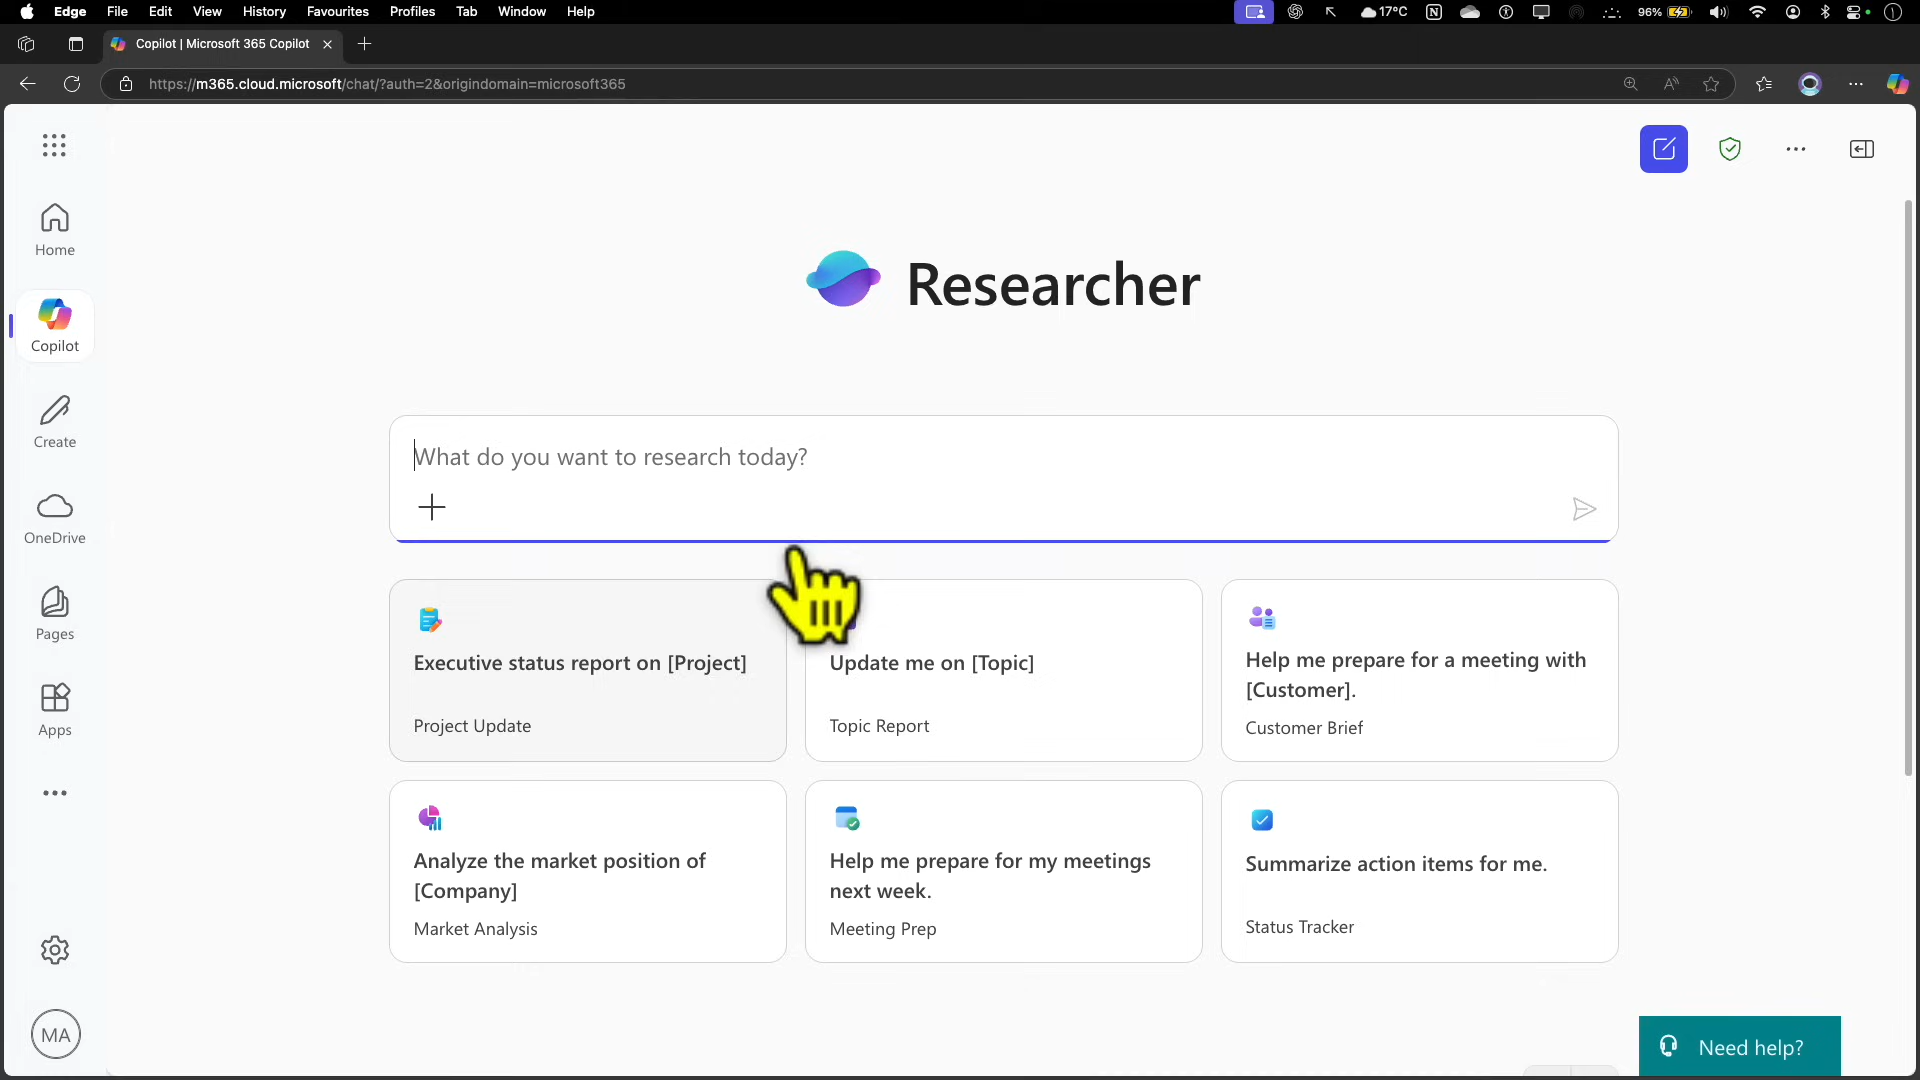 Edge File Edit View History Favourites Profiles Tab Window Help 17°C 96%
Copilot | Microsoft 365 Copilot
https://m365.cloud.microsoft/chat/?auth=2&origindomain=microsoft365
Home
Copilot
Create
OneDrive
Pages
Apps
MA
Researcher
What do you want to research today?
Executive status report on [Project]
Project Update
Update me on [Topic]
Topic Report
Help me prepare for a meeting with
[Customer].
Customer Brief
Analyze the market position of
[Company]
Market Analysis
Help me prepare for my meetings
next week.
Meeting Prep
Summarize action items for me.
Status Tracker
Need help?